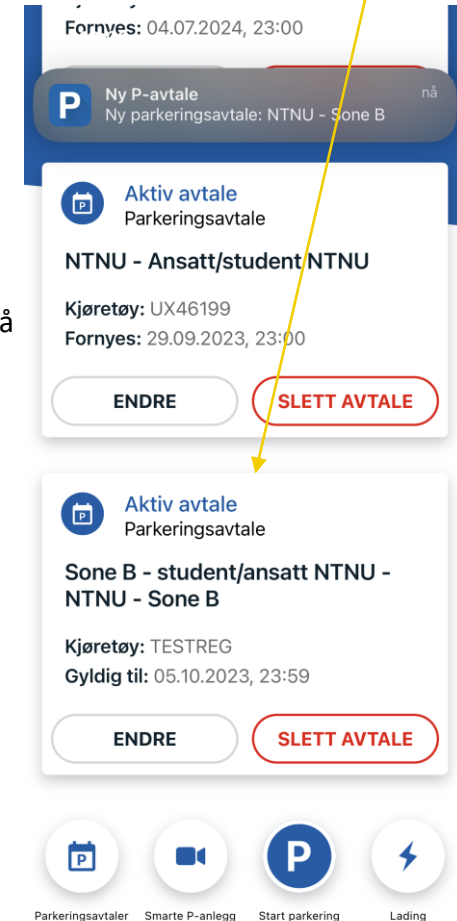 Fornyes: 04.07.2024, 23:00
P
Ny P-avtale
nå
Ny parkeringsavtale: NTNU - Sone B
P
Aktiv avtale
Parkeringsavtale
NTNU - Ansatt/student NTNU
å
Kjøretøy: UX46199
Fornyes: 29.09.2023, 23:00
ENDRE
SLETT AVTALE
P
Aktiv avtale
Parkeringsavtale
Sone B - student/ansatt NTNU -
NTNU - Sone B
Kjøretøy: TESTREG
Gyldig til: 05.10.2023, 23:59
ENDRE
SLETT AVTALE
P
P
Parkeringsavtaler
Smarte P-anlegg
Start parkering
Lading